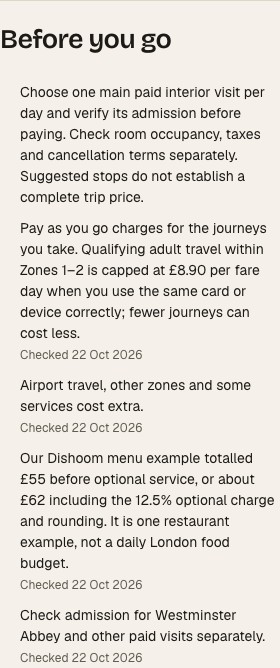 Before you go
Choose one main paid interior visit per
day and verify its admission before
paying. Check room occupancy, taxes
and cancellation terms separately.
Suggested stops do not establish a
complete trip price.
Pay as you go charges for the journeys
you take. Qualifying adult travel within
Zones 1–2 is capped at £8.90 per fare
day when you use the same card or
device correctly; fewer journeys can
cost less.
Checked 22 Oct 2026
Airport travel, other zones and some
services cost extra.
Checked 22 Oct 2026
Our Dishoom menu example totalled
£55 before optional service, or about
£62 including the 12.5% optional charge
and rounding. It is one restaurant
example, not a daily London food
budget.
Checked 22 Oct 2026
Check admission for Westminster
Abbey and other paid visits separately.
Checked 22 Oct 2026